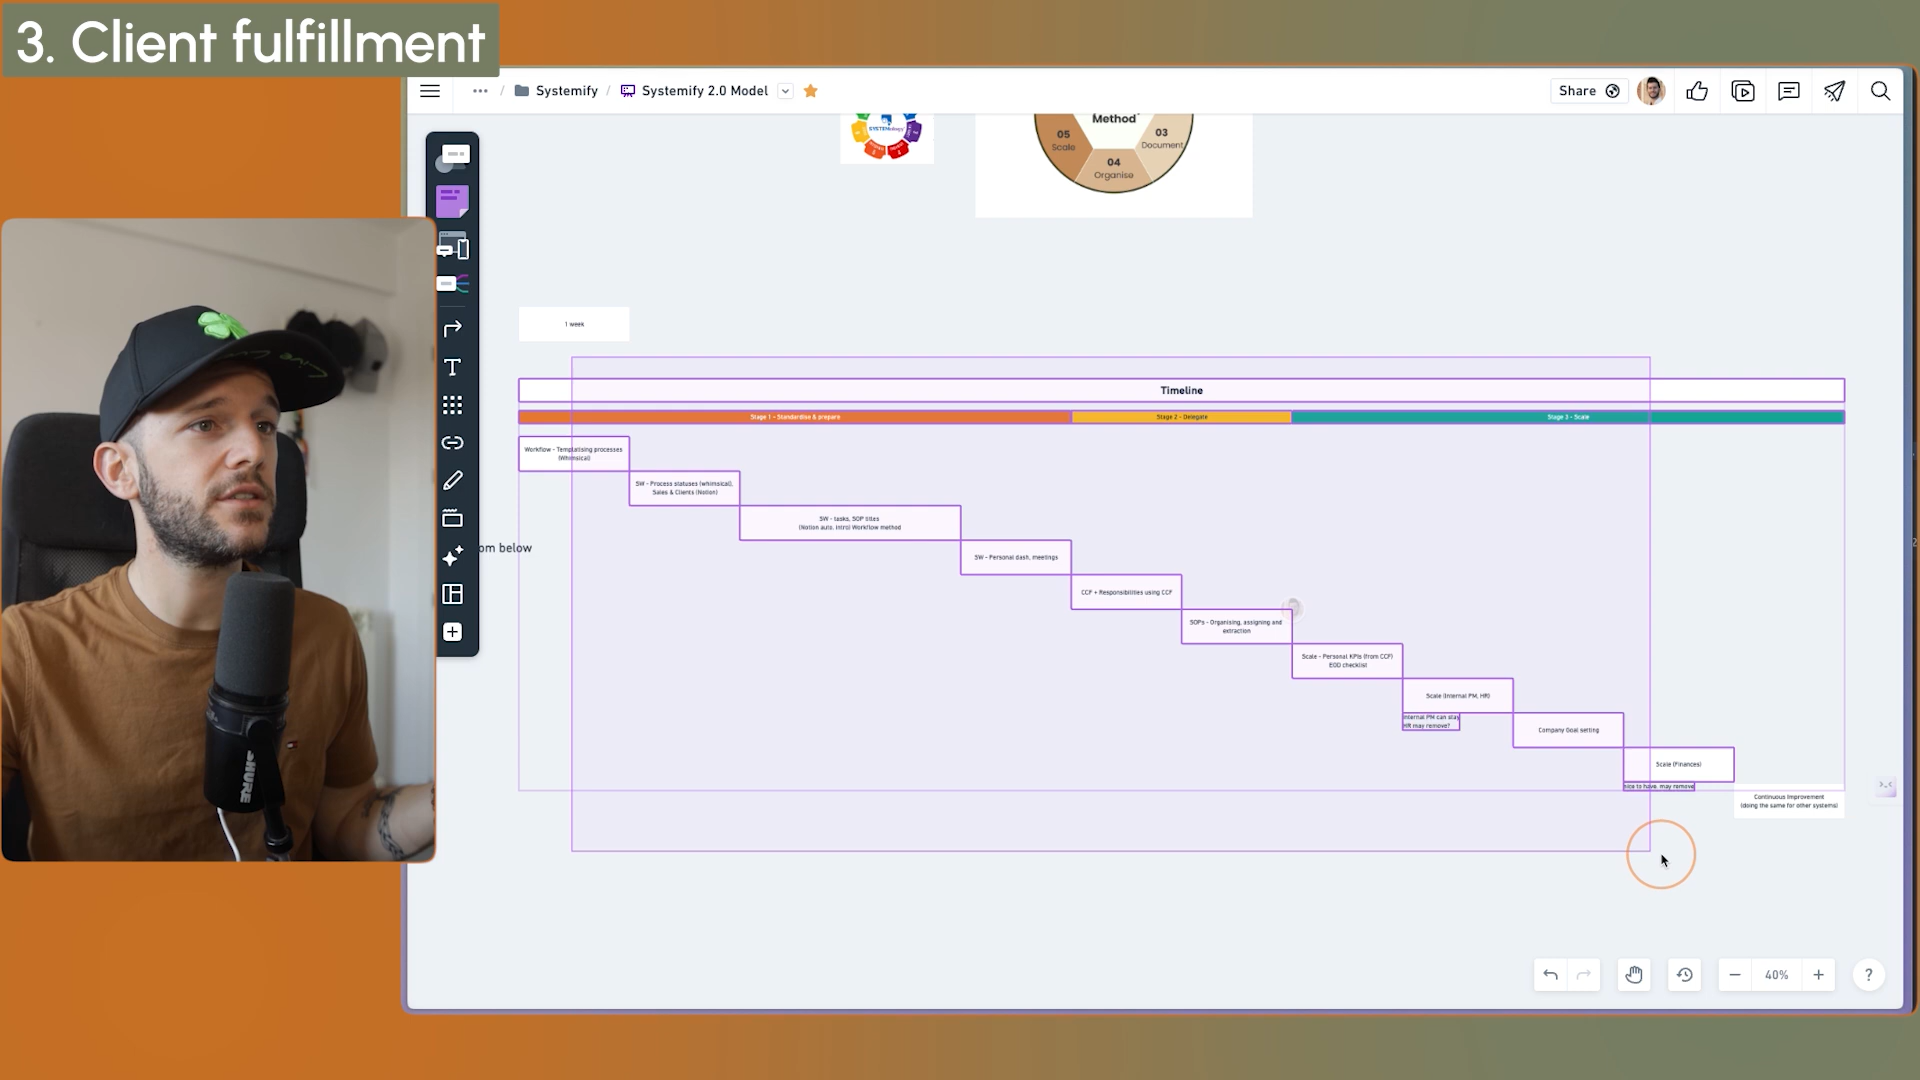 3. Client fulfillment
Systemify / Systemify 2.0 Model
Share
SYSTEMology
Method
05
Scale
03
Document
04
Organise
1 week
Timeline
Stage 1 - Standardise & prepare
Stage 2 - Delegate
Stage 3 - Scale
Workflow - Templatising processes
(Whimsical)
SW - Process statuses (whimsical),
Sales & Clients (Notion)
SW - tasks, SOP titles
(Notion auto. intro) Workflow method
om below
SW - Personal dash, meetings
CCF + Responsibilities using CCF
SOPs - Organising, assigning and
extraction
Scale - Personal KPIs (from CCF)
EOD checklist
Scale (Internal PM, HR)
Internal PM can stay
HR may remove?
Company Goal setting
Scale (Finances)
nice to have, may remove
Continuous Improvement
(doing the same for other systems)
SHURE
40%
?